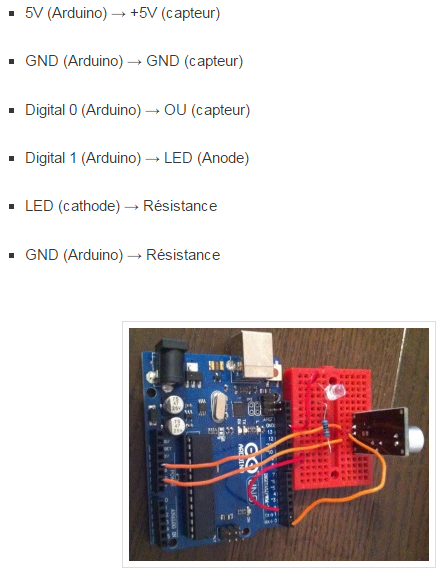 5V (Arduino) → +5V (capteur)
GND (Arduino) → GND (capteur)
Digital 0 (Arduino) → OU (capteur)
Digital 1 (Arduino) → LED (Anode)
LED (cathode) → Résistance
GND (Arduino) → Résistance